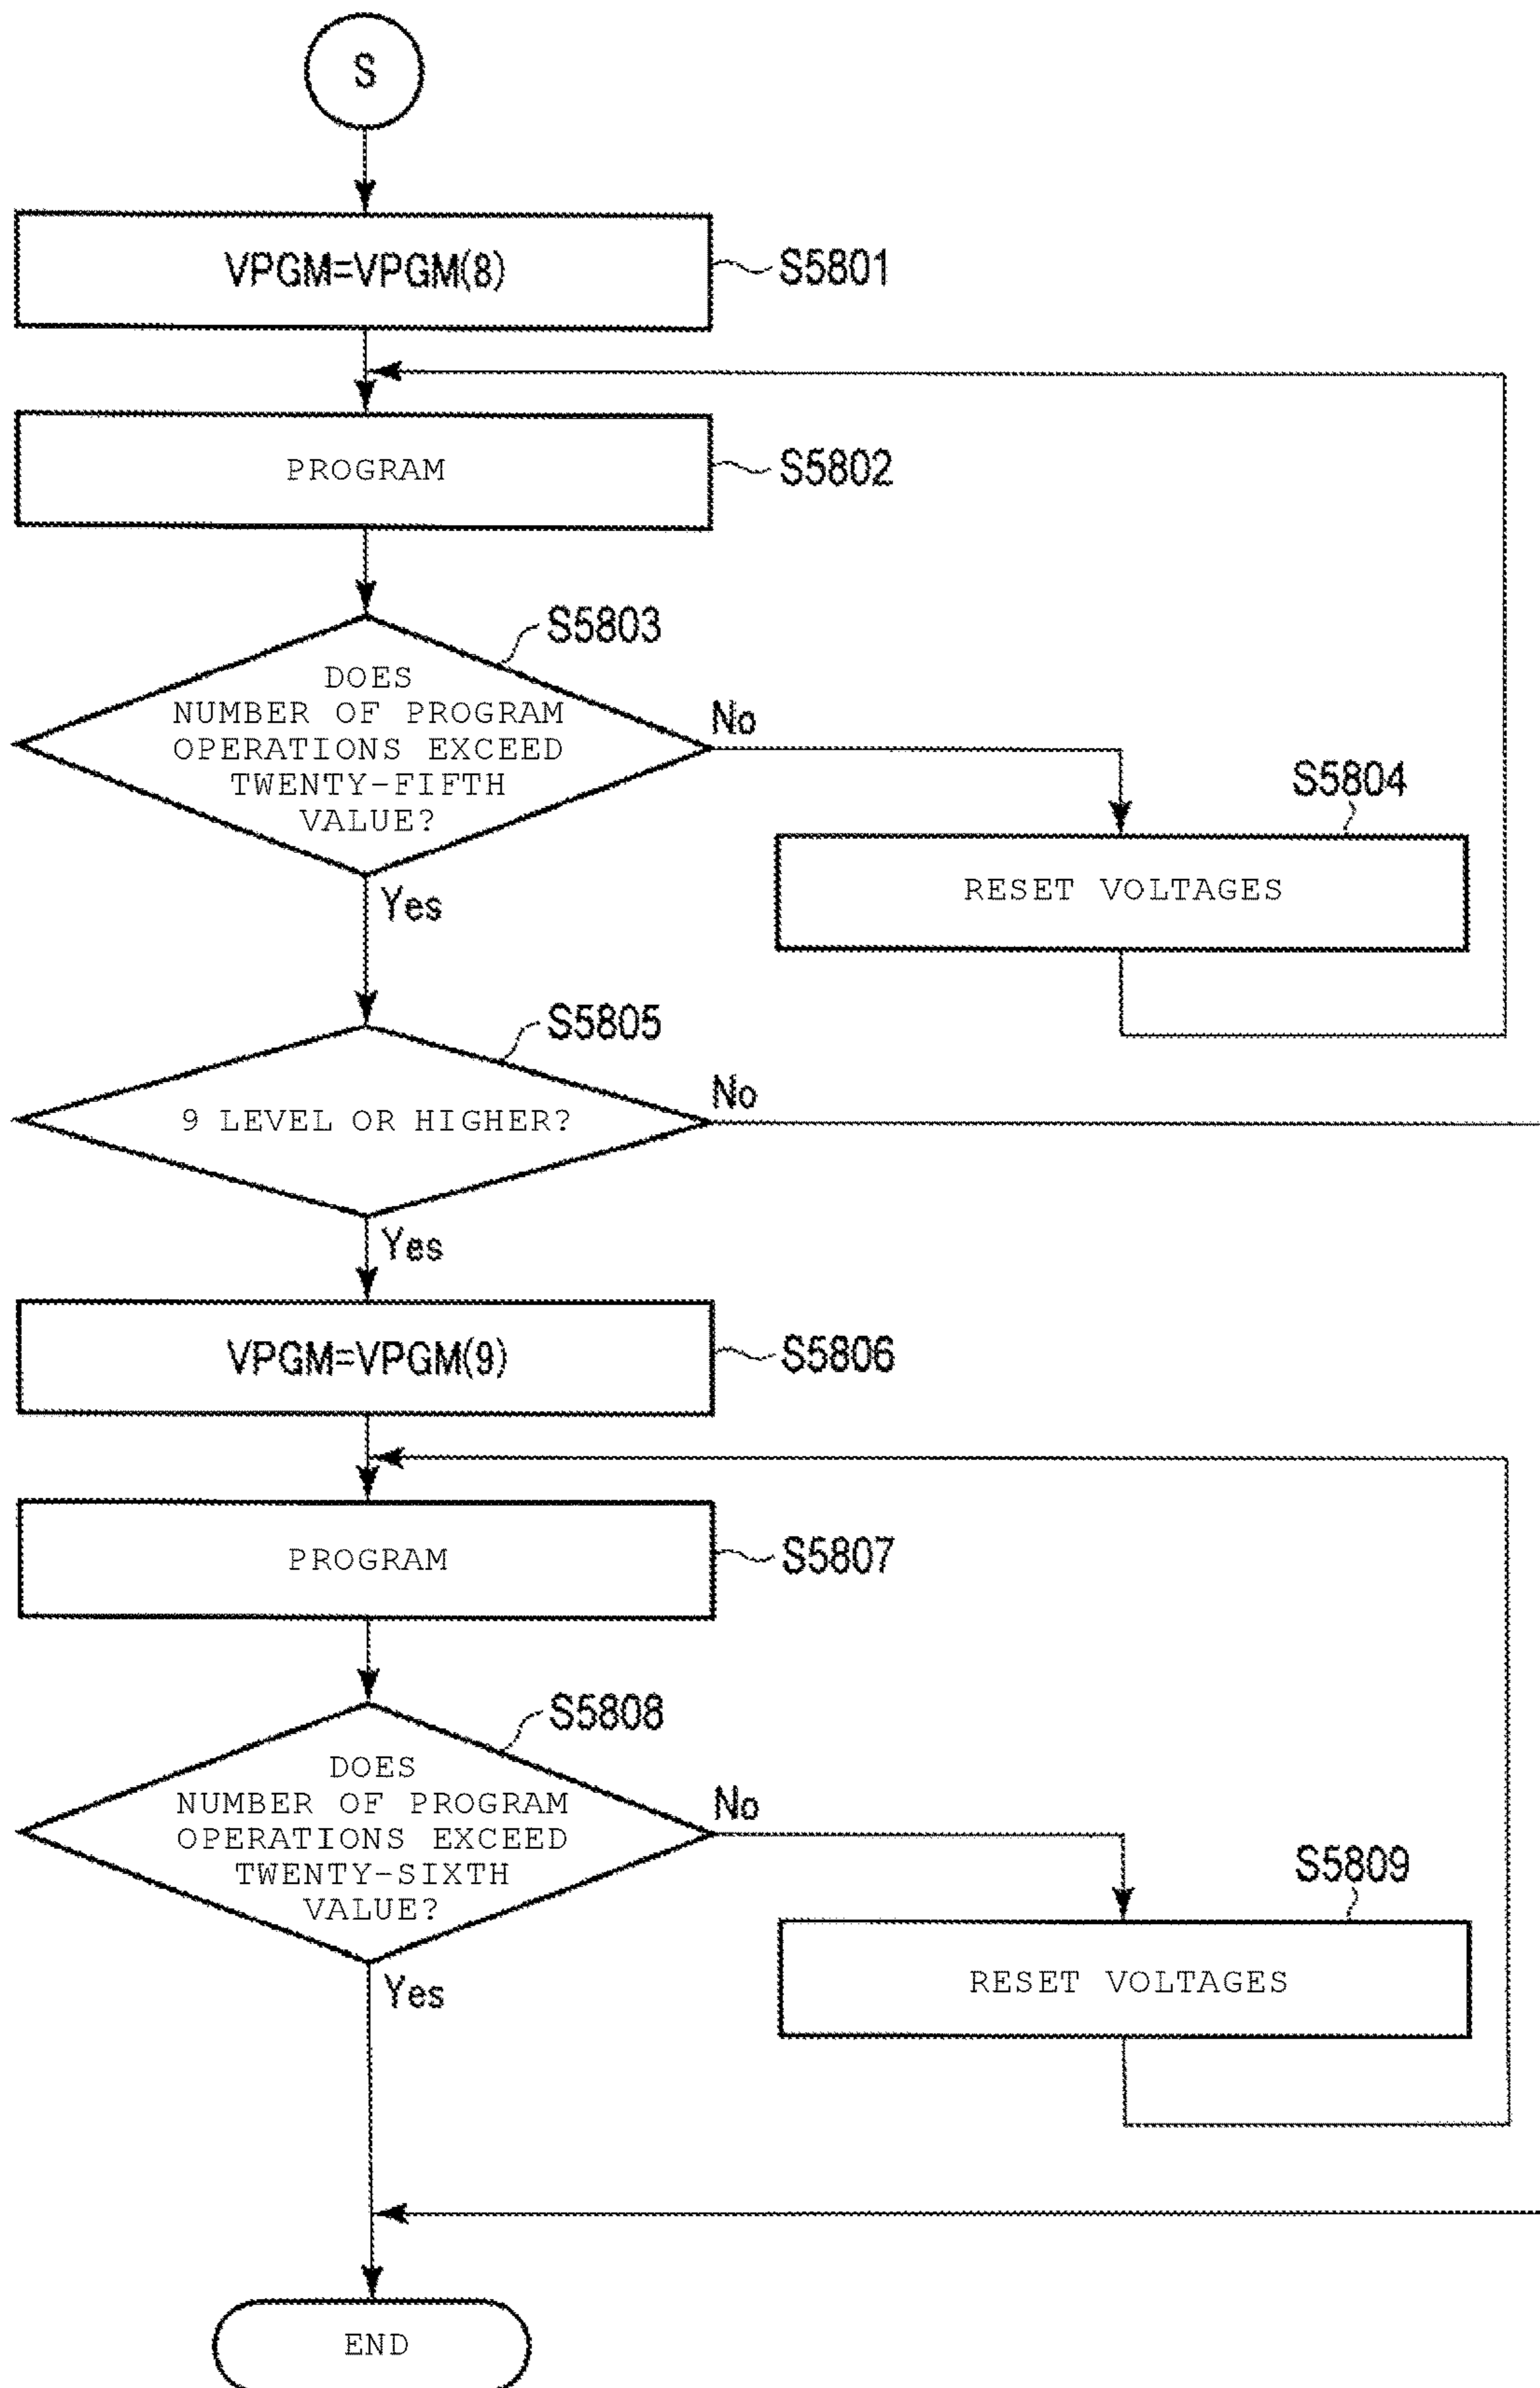 S
VPGM=VPGM(8)
S5801
PROGRAM
S5802
S5803
DOES
NUMBER OF PROGRAM
OPERATIONS EXCEED
TWENTY-FIFTH
VALUE?
No
S5804
RESET VOLTAGES
Yes
S5805
9 LEVEL OR HIGHER?
No
Yes
VPGM=VPGM(9)
S5806
PROGRAM
S5807
S5808
DOES
NUMBER OF PROGRAM
OPERATIONS EXCEED
TWENTY-SIXTH
VALUE?
No
S5809
RESET VOLTAGES
Yes
END